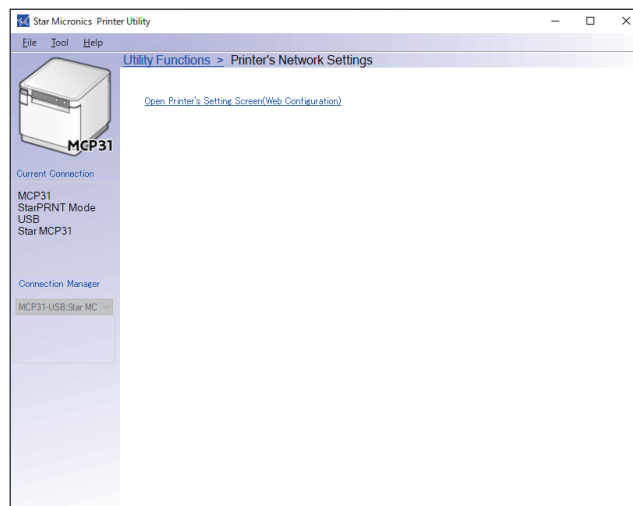 Star Micronics Printer Utility
File Tool Help
Utility Functions > Printer's Network Settings
Open Printer's Setting Screen(Web Configuration)
MCP31
Current Connection
MCP31
StarPRNT Mode
USB
Star MCP31
Connection Manager
MCP31-USB:Star MC